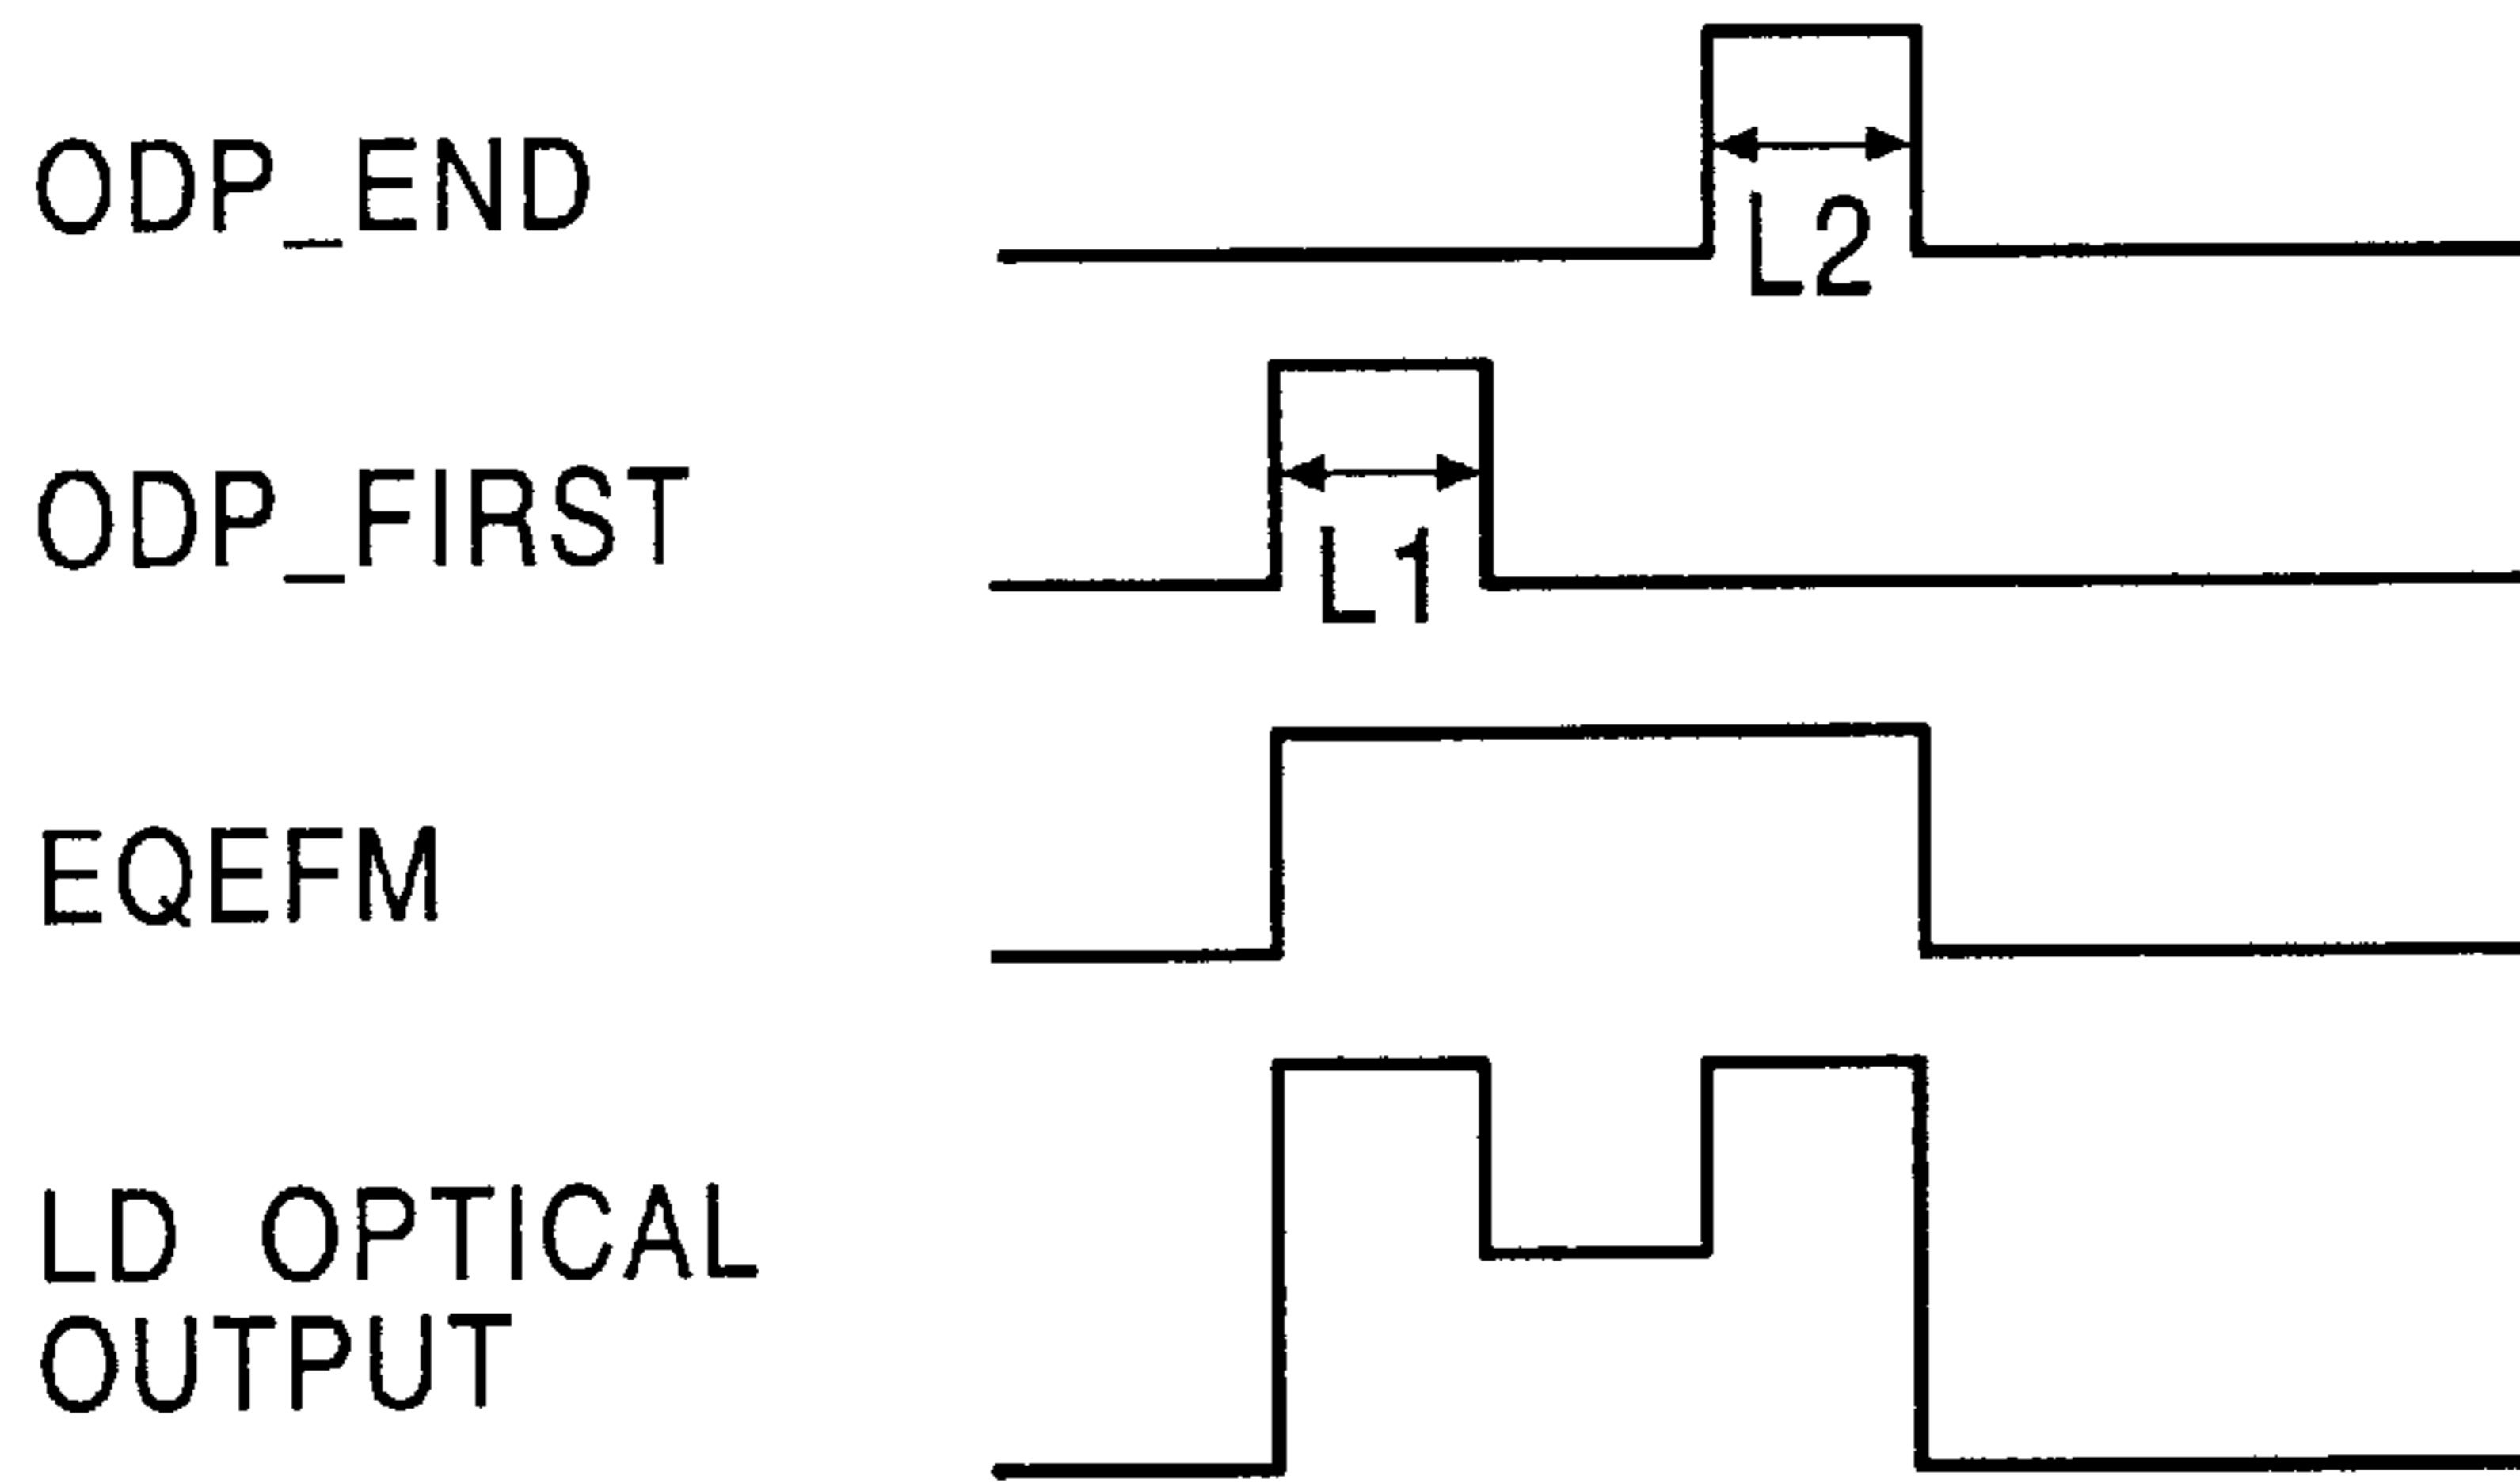 ODP_END
L2
ODP_FIRST
L1
EQEFM
LD OPTICAL
OUTPUT